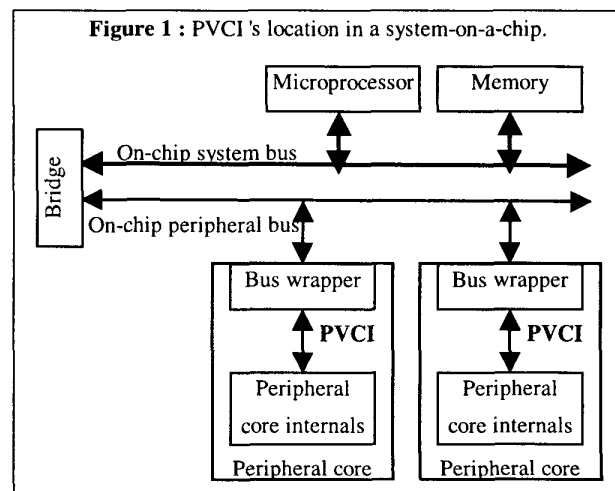 Figure 1 : PVCI's location in a system-on-a-chip.
Microprocessor
Memory
Bridge
On-chip system bus
On-chip peripheral bus
Bus wrapper
Bus wrapper
PVCI
PVCI
Peripheral
core internals
Peripheral
core internals
Peripheral core
Peripheral core